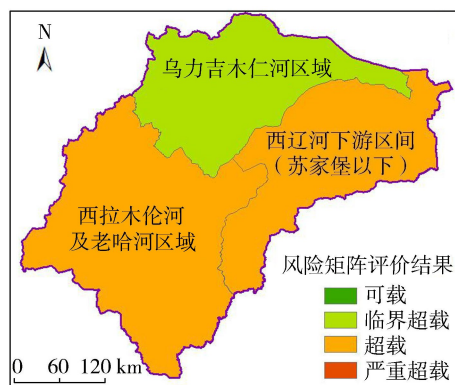 N
乌力吉木仁河区域
西辽河下游区间
（苏家堡以下）
西拉木伦河
及老哈河区域
风险矩阵评价结果
可载
临界超载
超载
严重超载
0 60 120 km